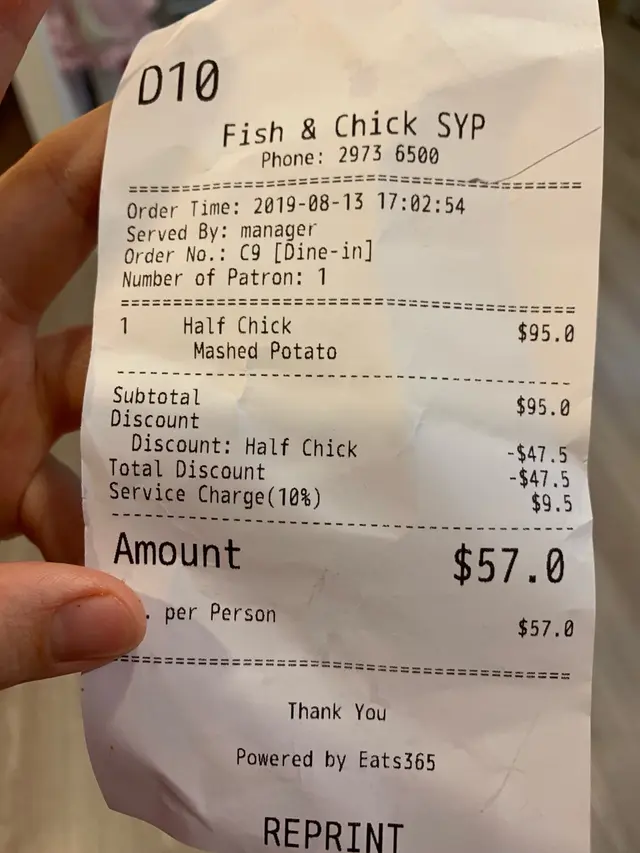 D10
Fish & Chick SYP
Phone: 2973 6500
================================================
Order Time: 2019-08-13 17:02:54
Served By: manager
Order No.: C9 [Dine-in]
Number of Patron: 1
================================================
1 Half Chick $95.0
Mashed Potato
------------------------------------------------
Subtotal $95.0
Discount
Discount: Half Chick -$47.5
Total Discount -$47.5
Service Charge(10%) $9.5
------------------------------------------------
Amount $57.0
. per Person $57.0
================================================
Thank You
Powered by Eats365
REPRINT